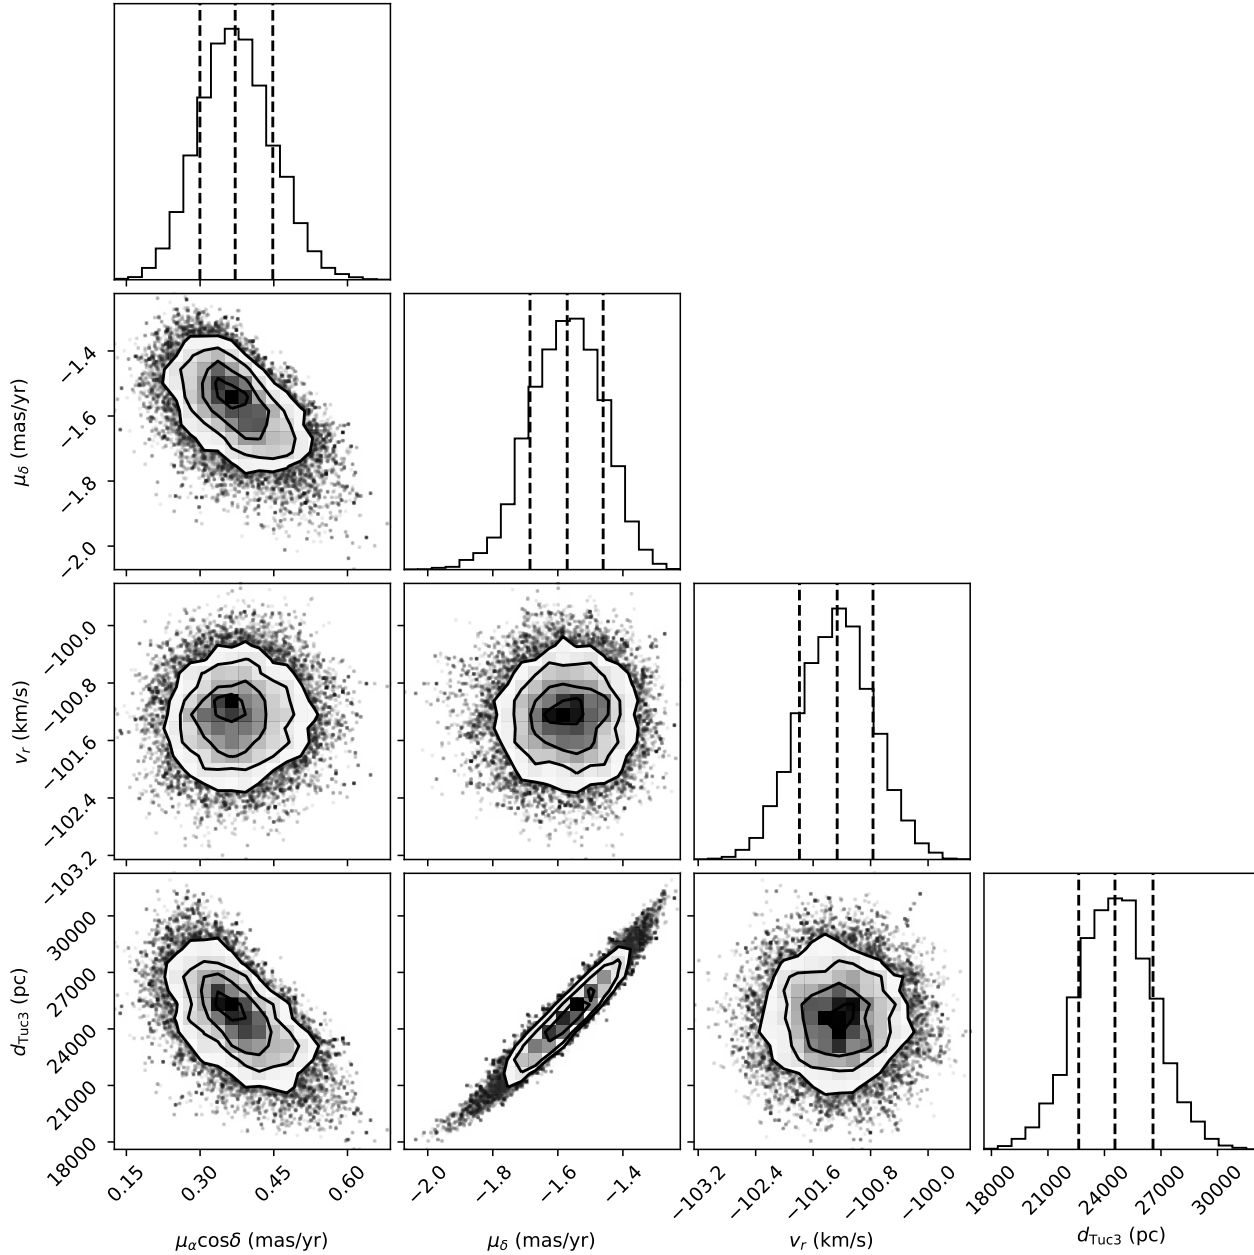 −1.4
−1.6
−1.8
−2.0
μδ (mas/yr)
−100.0
−100.8
−101.6
−102.4
−103.2
vr (km/s)
30000
27000
24000
21000
18000
dTuc3 (pc)
0.15 0.30 0.45 0.60
−2.0 −1.8 −1.6 −1.4
−103.2 −102.4 −101.6 −100.8 −100.0
18000 21000 24000 27000 30000
μαcosδ (mas/yr)
μδ (mas/yr)
vr (km/s)
dTuc3 (pc)